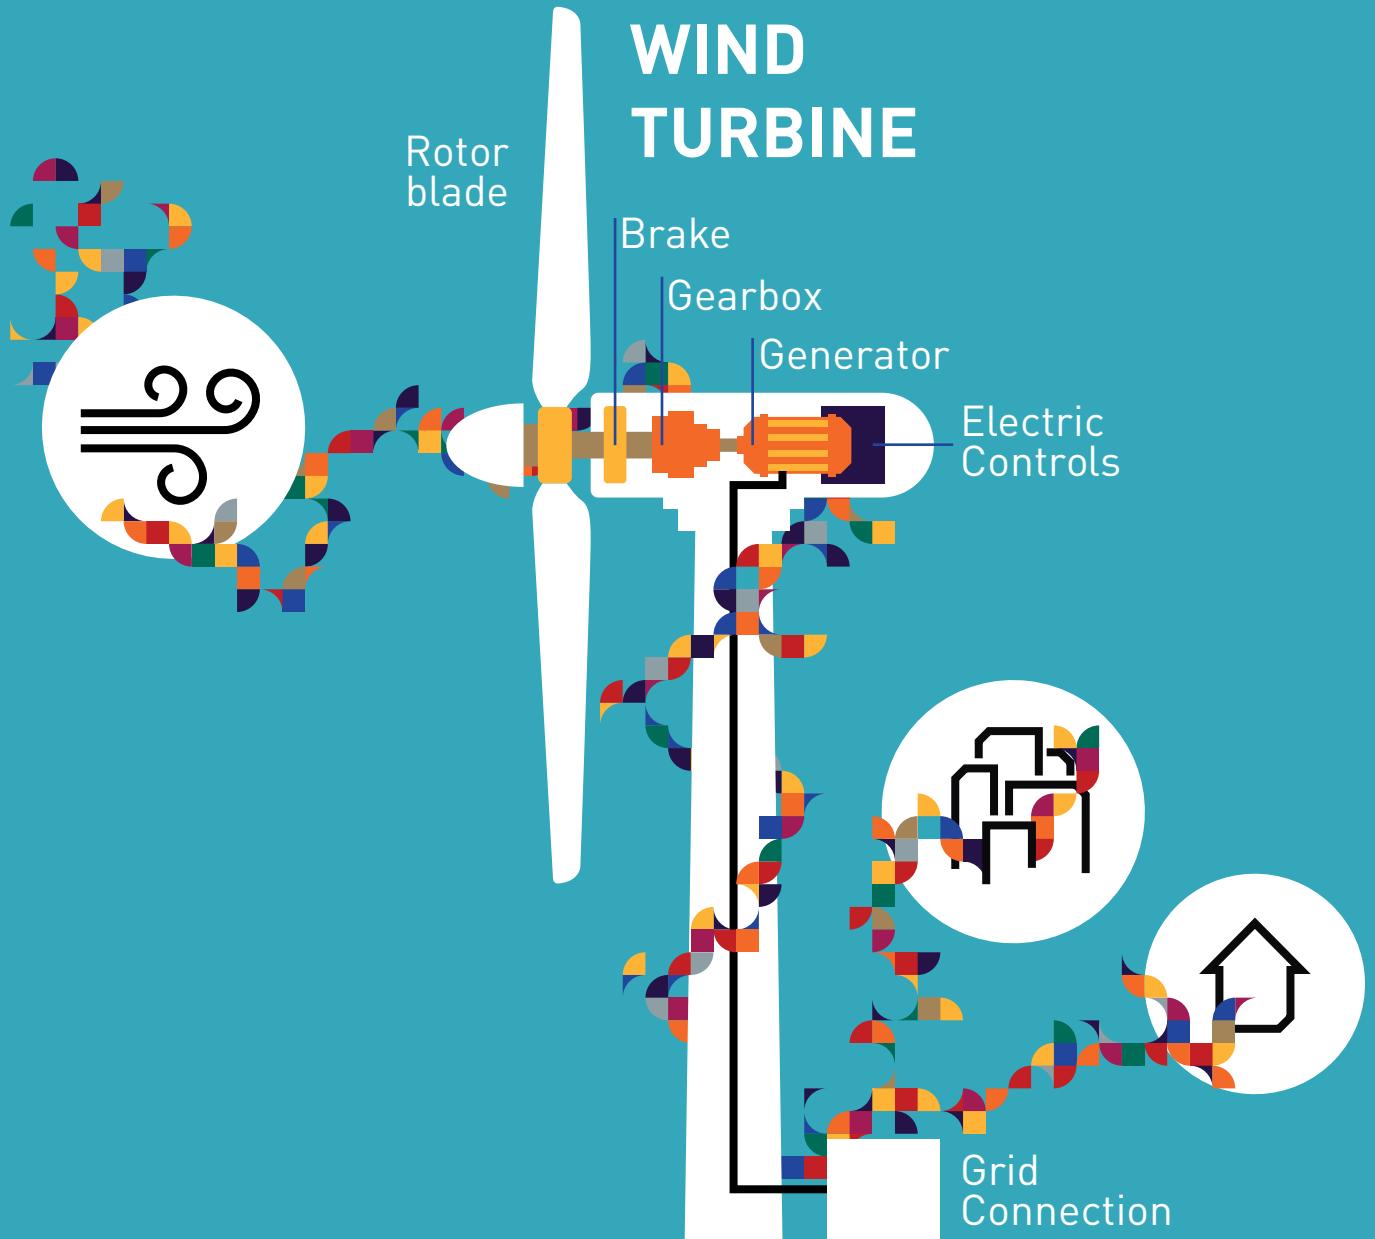 WIND
TURBINE
Rotor
blade
Brake
Gearbox
Generator
Electric
Controls
Grid
Connection